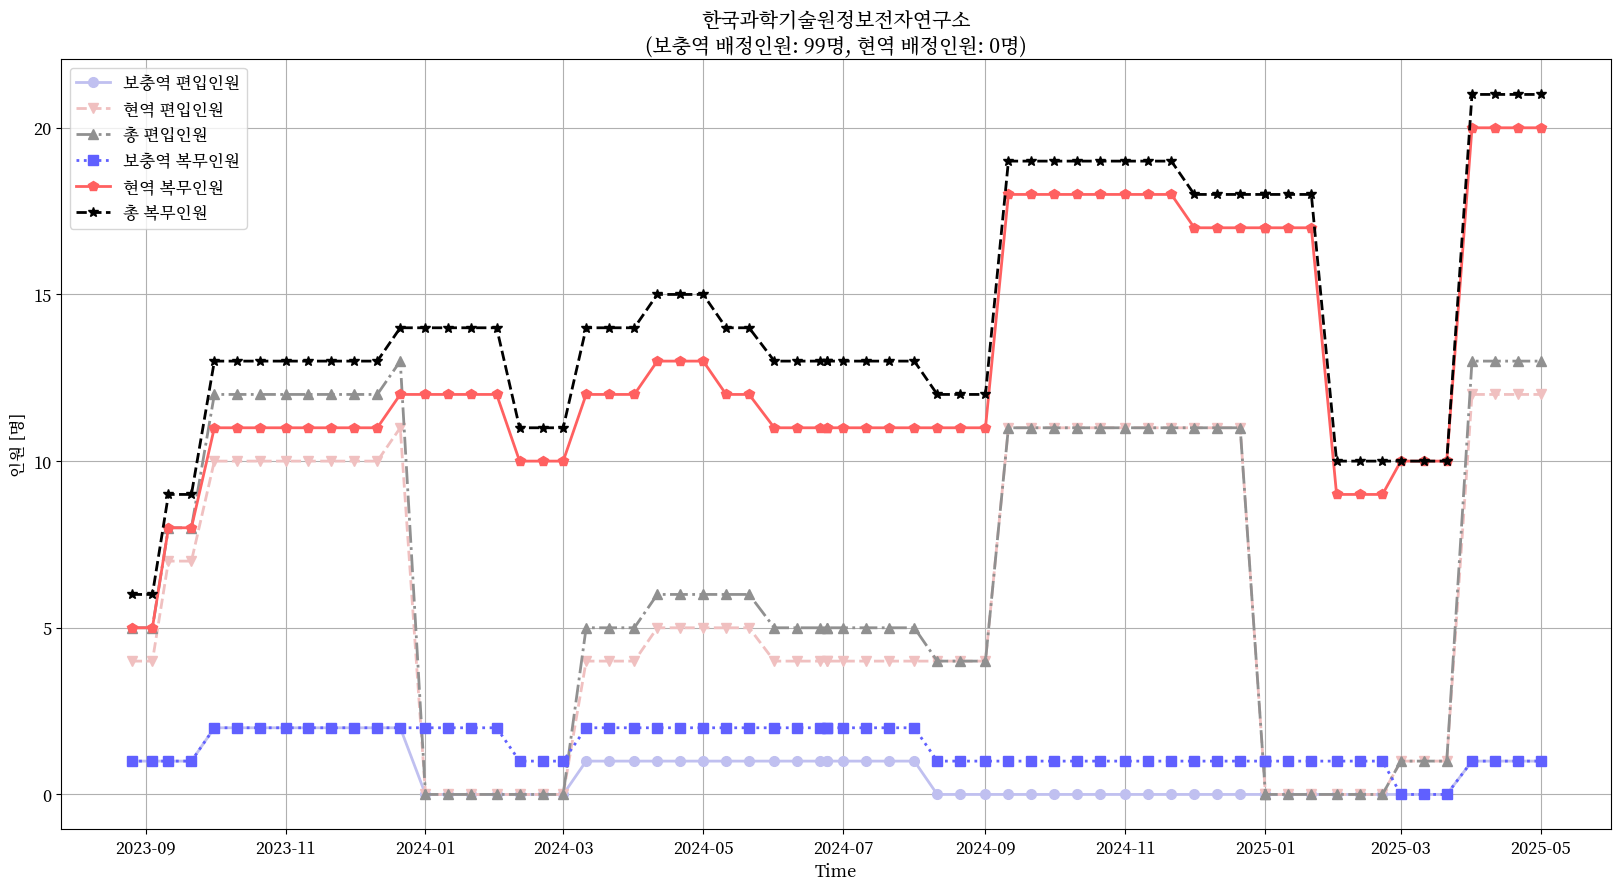 한국과학기술원정보전자연구소
(보충역 배정인원: 99명, 현역 배정인원: 0명)
보충역 편입인원
현역 편입인원
총 편입인원
보충역 복무인원
현역 복무인원
총 복무인원
인원 [명]
20
15
10
5
0
2023-09 2023-11 2024-01 2024-03 2024-05 2024-07 2024-09 2024-11 2025-01 2025-03 2025-05
Time